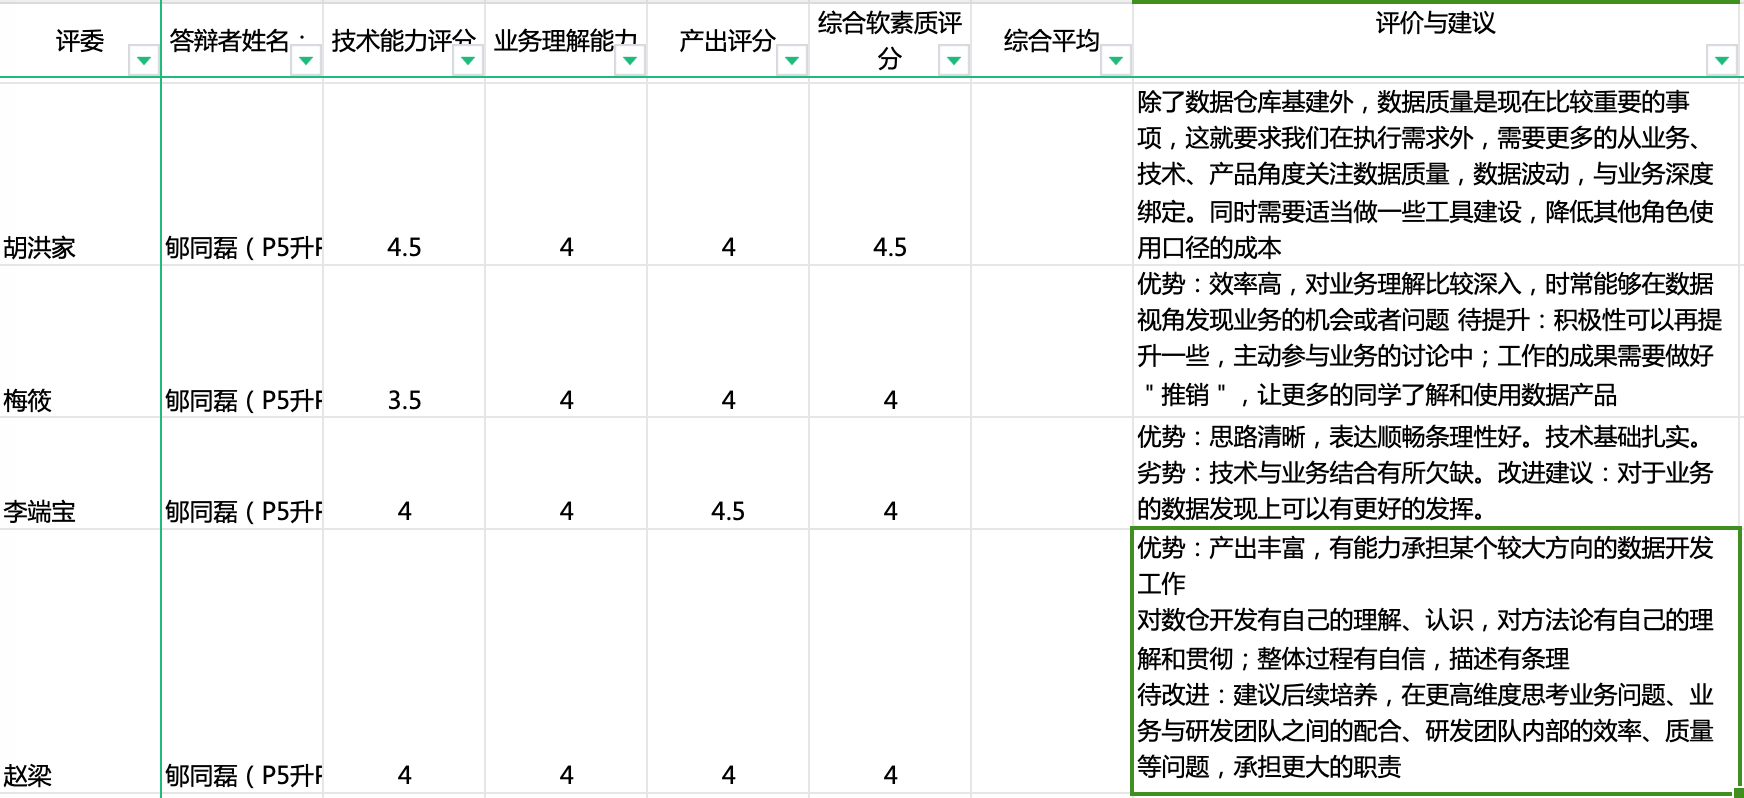 评委
答辩者姓名：
技术能力评分
业务理解能力
产出评分
综合软素质评
分
综合平均
评价与建议
除了数据仓库基建外，数据质量是现在比较重要的事
项，这就要求我们在执行需求外，需要更多的从业务、
技术、产品角度关注数据质量，数据波动，与业务深度
绑定。同时需要适当做一些工具建设，降低其他角色使
用口径的成本
胡洪家
郇同磊（P5升P
4.5
4
4
4.5
优势：效率高，对业务理解比较深入，时常能够在数据
视角发现业务的机会或者问题 待提升：积极性可以再提
升一些，主动参与业务的讨论中；工作的成果需要做好
＂推销＂，让更多的同学了解和使用数据产品
梅筱
郇同磊（P5升P
3.5
4
4
4
优势：思路清晰，表达顺畅条理性好。技术基础扎实。
劣势：技术与业务结合有所欠缺。改进建议：对于业务
的数据发现上可以有更好的发挥。
李端宝
郇同磊（P5升P
4
4
4.5
4
优势：产出丰富，有能力承担某个较大方向的数据开发
工作
对数仓开发有自己的理解、认识，对方法论有自己的理
解和贯彻；整体过程有自信，描述有条理
待改进：建议后续培养，在更高维度思考业务问题、业
务与研发团队之间的配合、研发团队内部的效率、质量
等问题，承担更大的职责
赵梁
郇同磊（P5升P
4
4
4
4